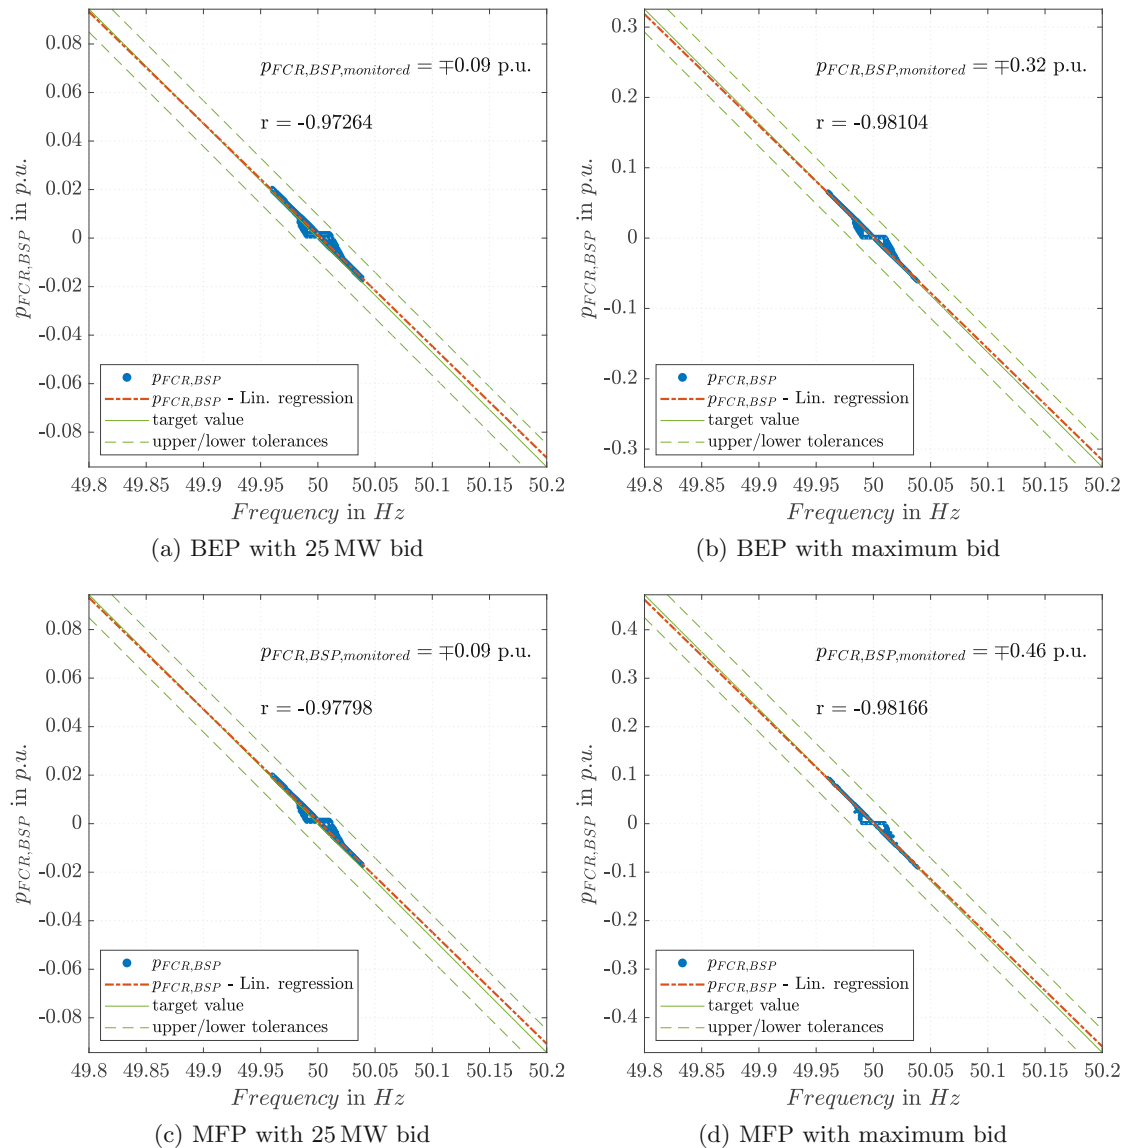 0.08
0.06
0.04
0.02
0
-0.02
-0.04
-0.06
-0.08
p_{FCR,BSP} in p.u.
p_{FCR,BSP,monitored} = ∓0.09 p.u.
r = -0.97264
p_{FCR,BSP}
p_{FCR,BSP} - Lin. regression
target value
upper/lower tolerances
49.8 49.85 49.9 49.95 50 50.05 50.1 50.15 50.2
Frequency in Hz
(a) BEP with 25 MW bid
0.3
0.2
0.1
0
-0.1
-0.2
-0.3
p_{FCR,BSP} in p.u.
p_{FCR,BSP,monitored} = ∓0.32 p.u.
r = -0.98104
p_{FCR,BSP}
p_{FCR,BSP} - Lin. regression
target value
upper/lower tolerances
49.8 49.85 49.9 49.95 50 50.05 50.1 50.15 50.2
Frequency in Hz
(b) BEP with maximum bid
0.08
0.06
0.04
0.02
0
-0.02
-0.04
-0.06
-0.08
p_{FCR,BSP} in p.u.
p_{FCR,BSP,monitored} = ∓0.09 p.u.
r = -0.97798
p_{FCR,BSP}
p_{FCR,BSP} - Lin. regression
target value
upper/lower tolerances
49.8 49.85 49.9 49.95 50 50.05 50.1 50.15 50.2
Frequency in Hz
(c) MFP with 25 MW bid
0.4
0.3
0.2
0.1
0
-0.1
-0.2
-0.3
-0.4
p_{FCR,BSP} in p.u.
p_{FCR,BSP,monitored} = ∓0.46 p.u.
r = -0.98166
p_{FCR,BSP}
p_{FCR,BSP} - Lin. regression
target value
upper/lower tolerances
49.8 49.85 49.9 49.95 50 50.05 50.1 50.15 50.2
Frequency in Hz
(d) MFP with maximum bid